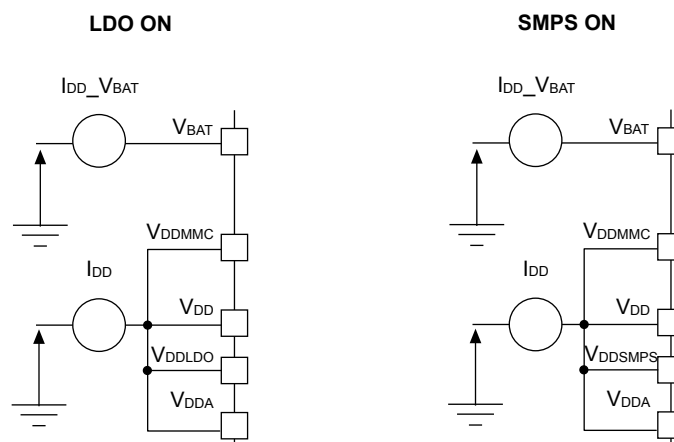 LDO ON
IDD_VBAT
VBAT
VDDMMC
IDD
VDD
VDDLDO
VDDA
SMPS ON
IDD_VBAT
VBAT
VDDMMC
IDD
VDD
VDDSMPS
VDDA